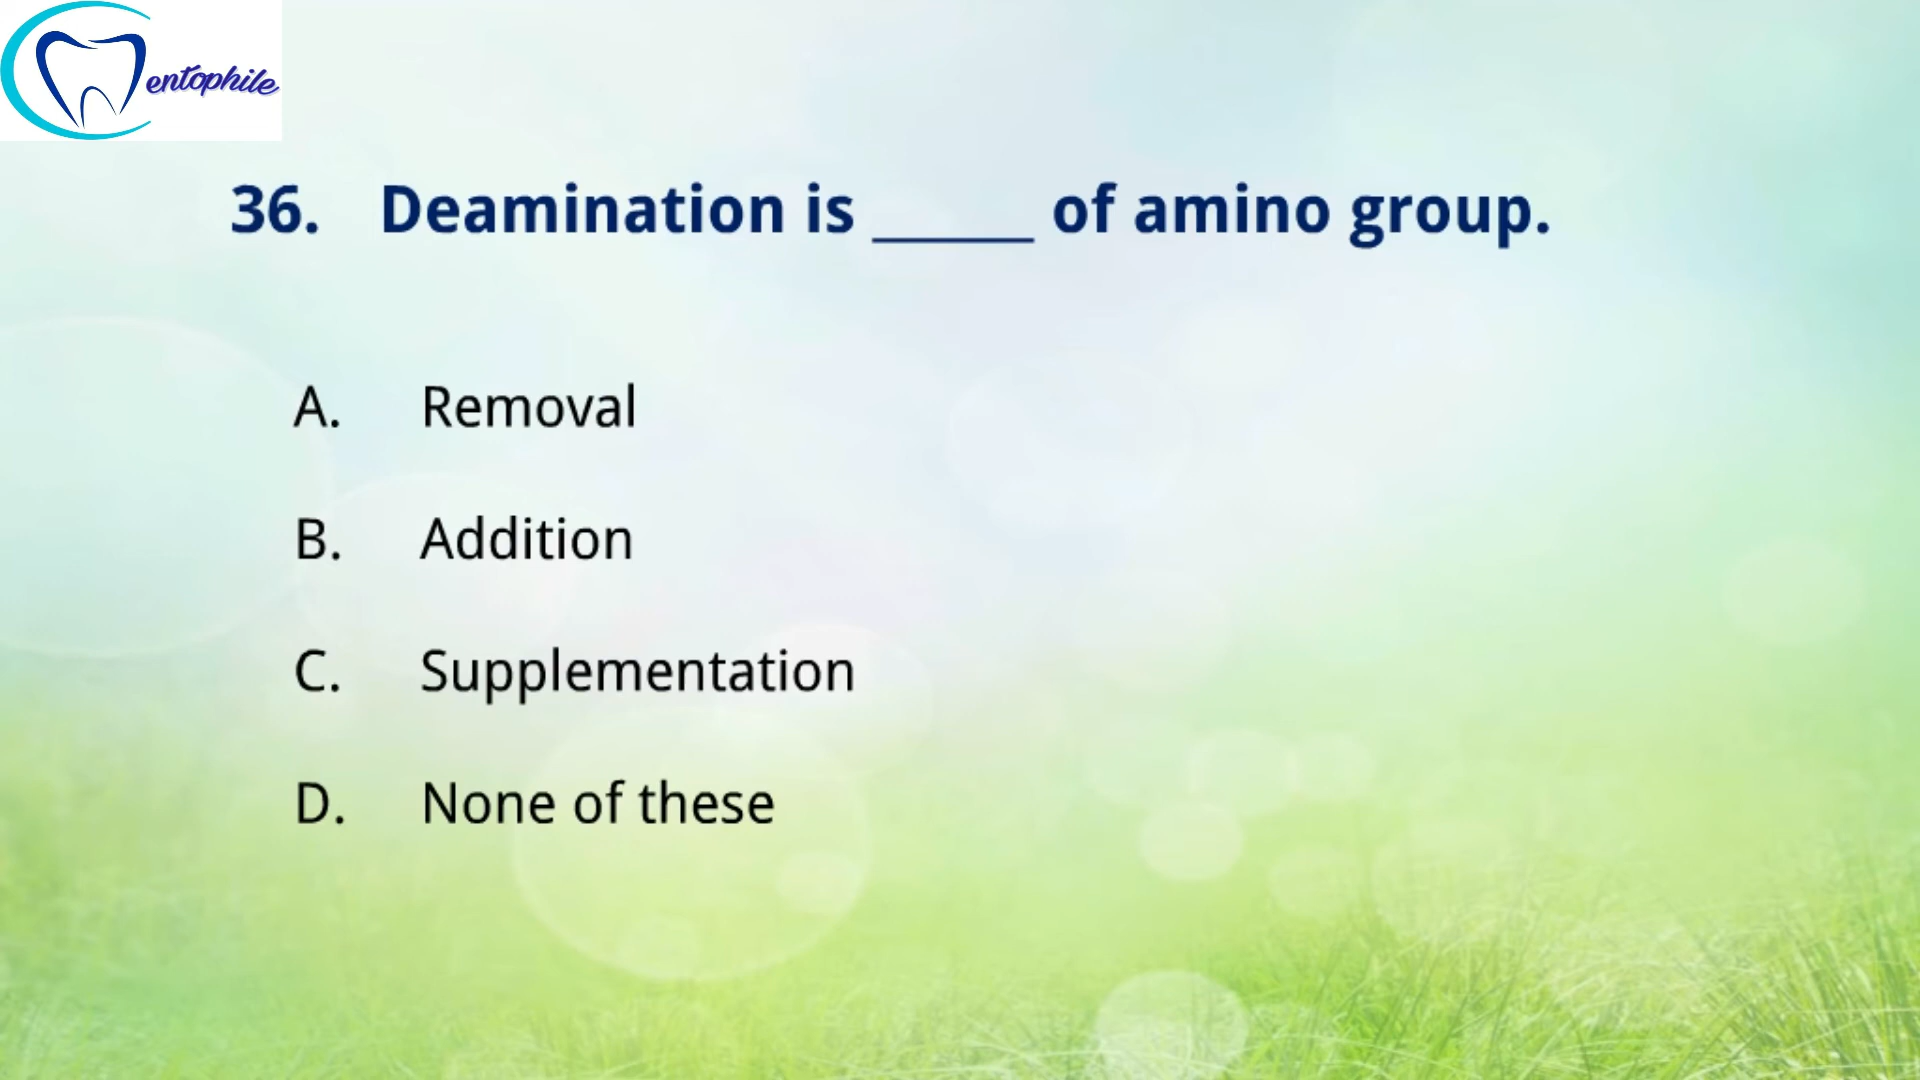 entophile
36. Deamination is _____ of amino group.
A. Removal
B. Addition
C. Supplementation
D. None of these